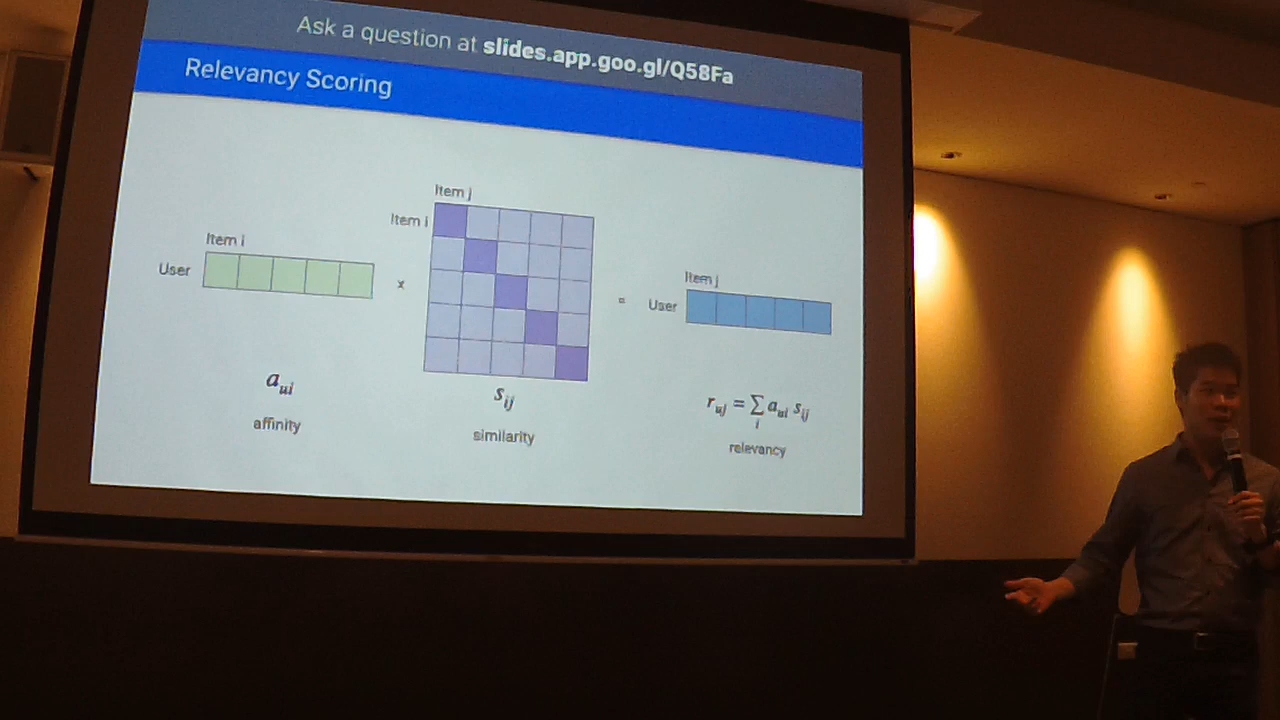 Ask a question at slides.app.goo.gl/Q58Fa
Relevancy Scoring
Item j
Item i
Item i
User
x
=
Item j
User
a_ui
s_ij
r_uj = ∑_i a_ui s_ij
affinity
similarity
relevancy